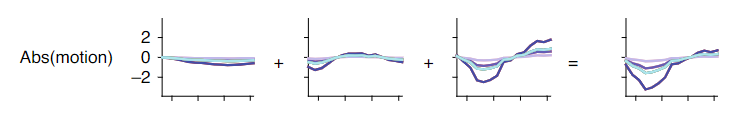 2
Abs(motion) 0 + + =
−2